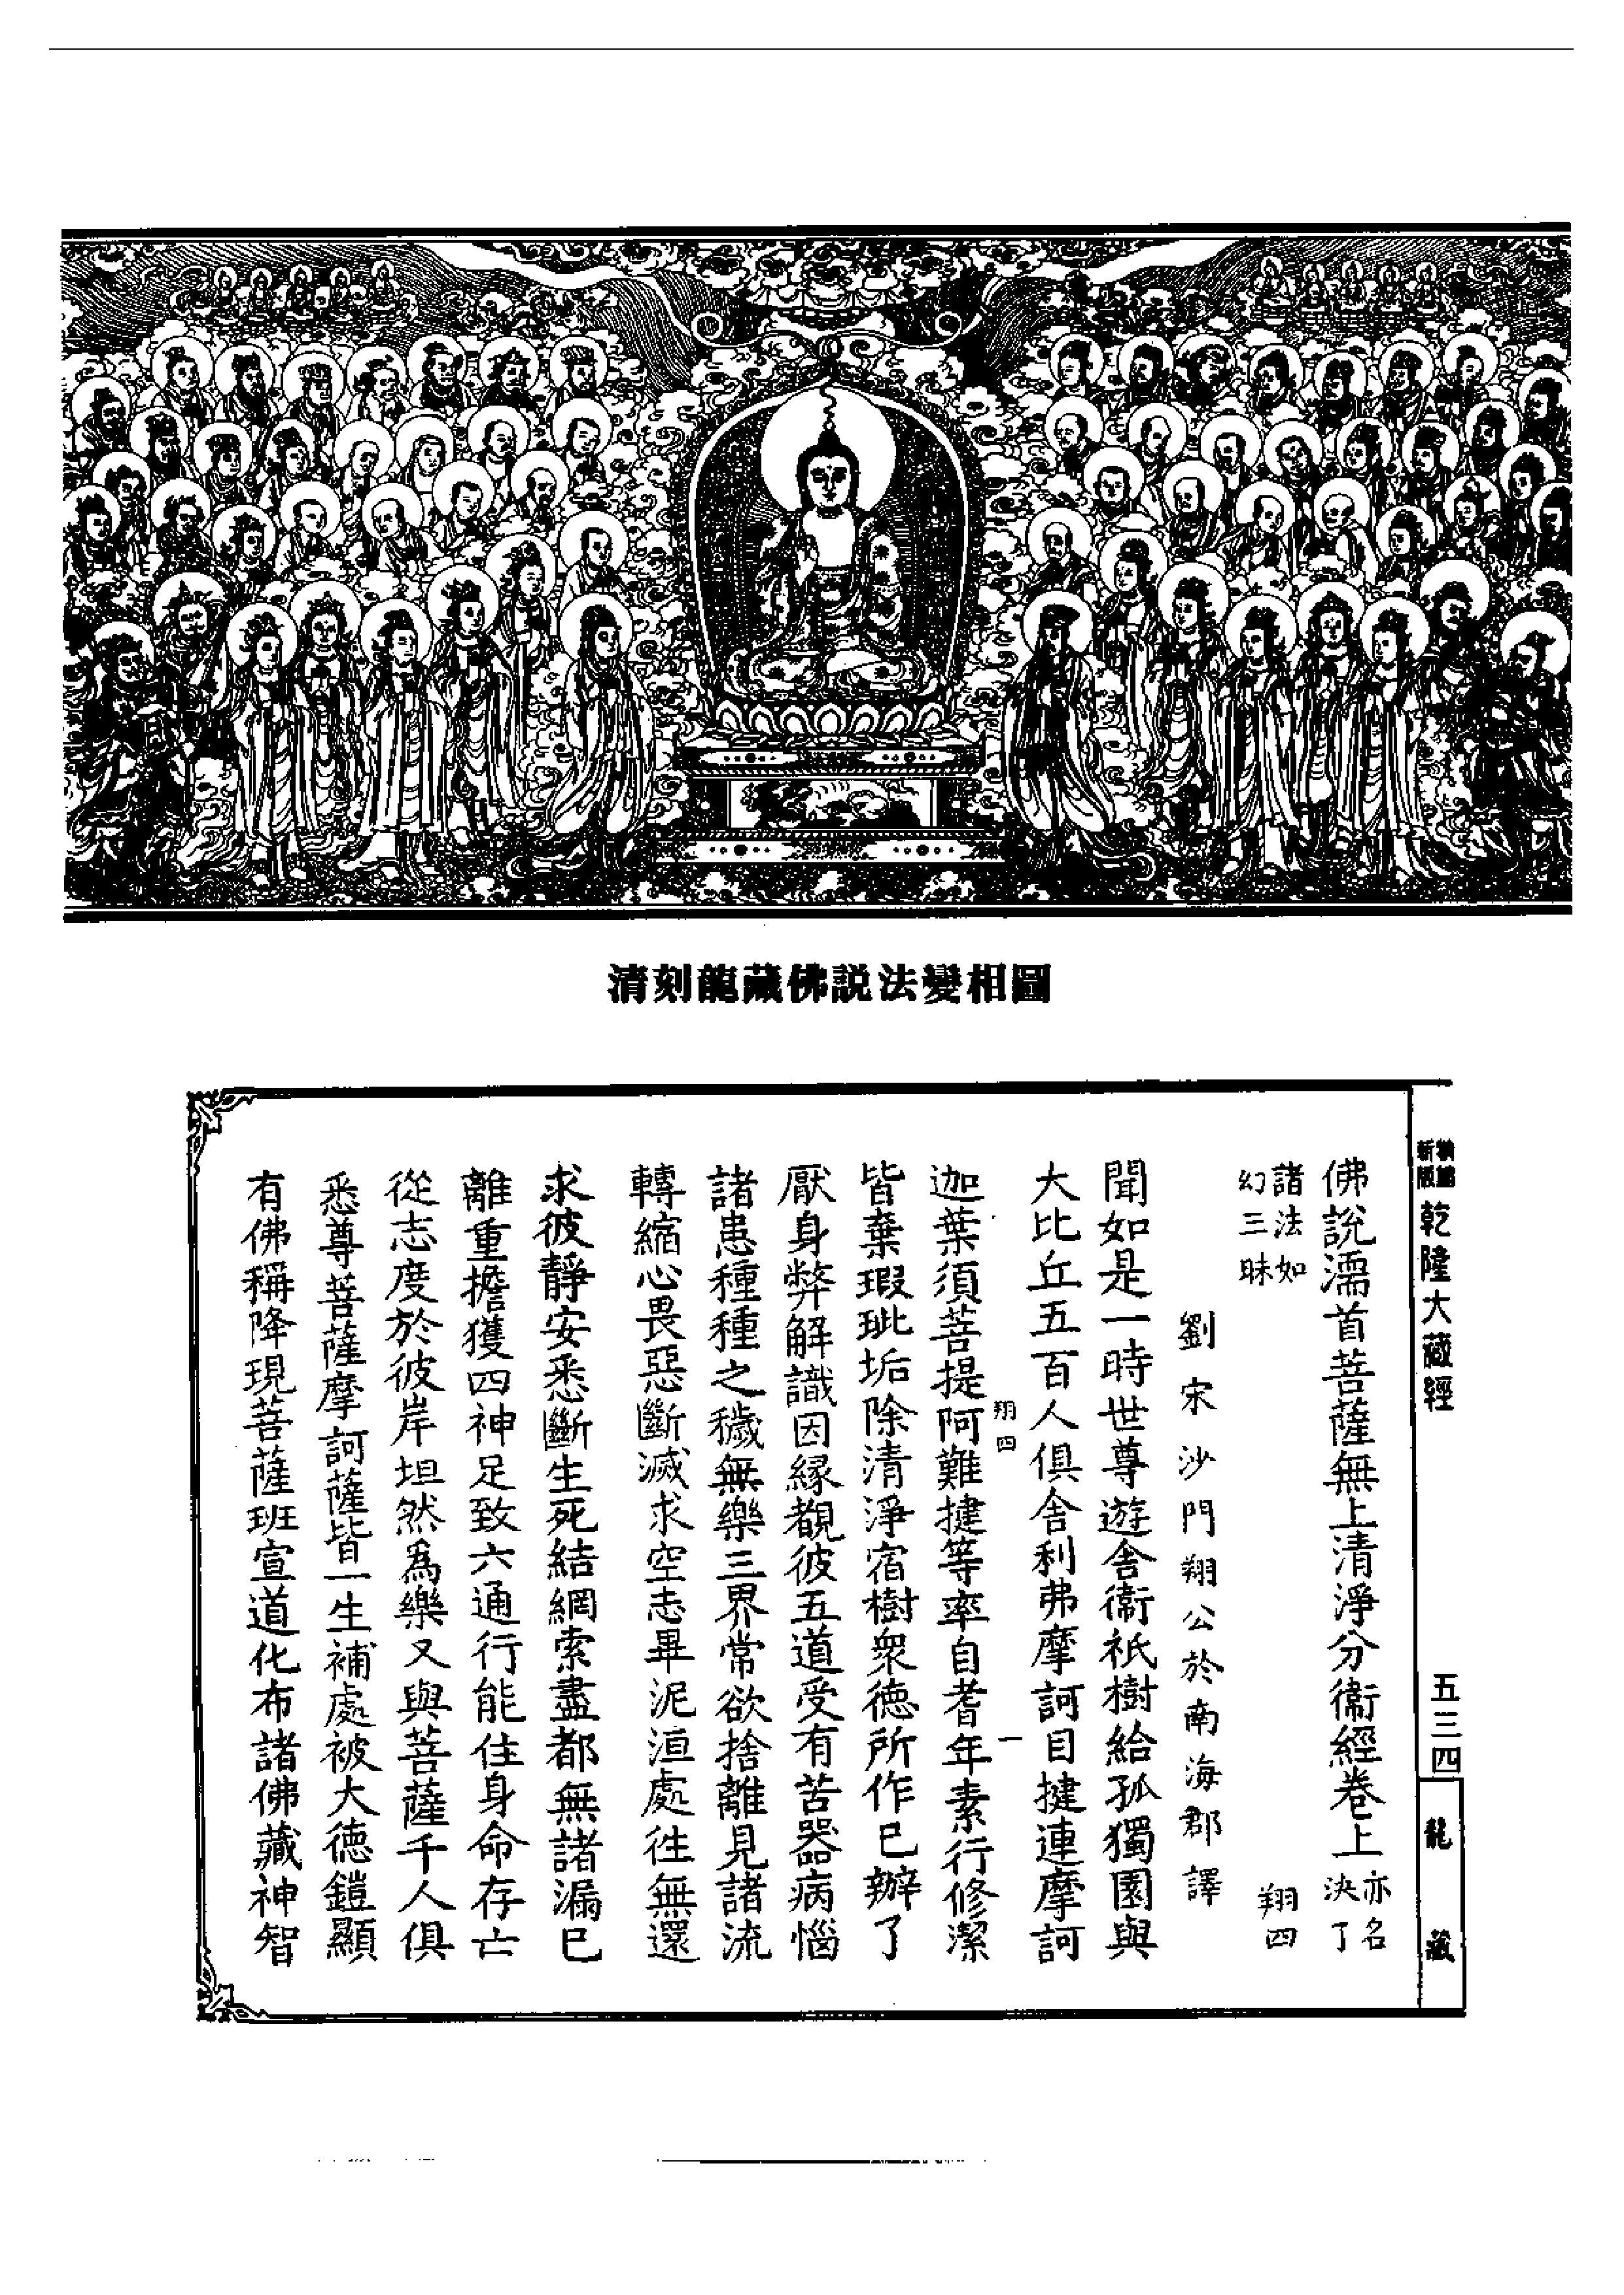 清刻龍藏佛説法變相圖
新版
乾隆大藏經
五三四
龍藏
佛說濡首菩薩無上清淨分衞經卷上亦名決了
諸法如幻三昧
翔四
劉宋沙門翔公於南海郡譯
聞如是一時世尊遊舍衞祇樹給孤獨園與
大比丘五百人俱舍利弗摩訶目揵連摩訶
翔四
一
迦葉須菩提阿難揵等率自耆年素行修潔
皆棄瑕玼垢除清淨宿樹衆德所作已辦了
厭身弊解識因緣覩彼五道受有苦器病惱
諸患種種之穢無樂三界常欲捨離見諸流
轉縮心畏惡斷滅求空志畢泥洹處往無還
求彼靜安悉斷生死結網索盡都無諸漏已
離重擔獲四神足致六通行能住身命存亡
從志度於彼岸坦然爲樂又與菩薩千人俱
悉尊菩薩摩訶薩皆一生補處被大德鎧顯
有佛稱降現菩薩班宣道化布諸佛藏神智